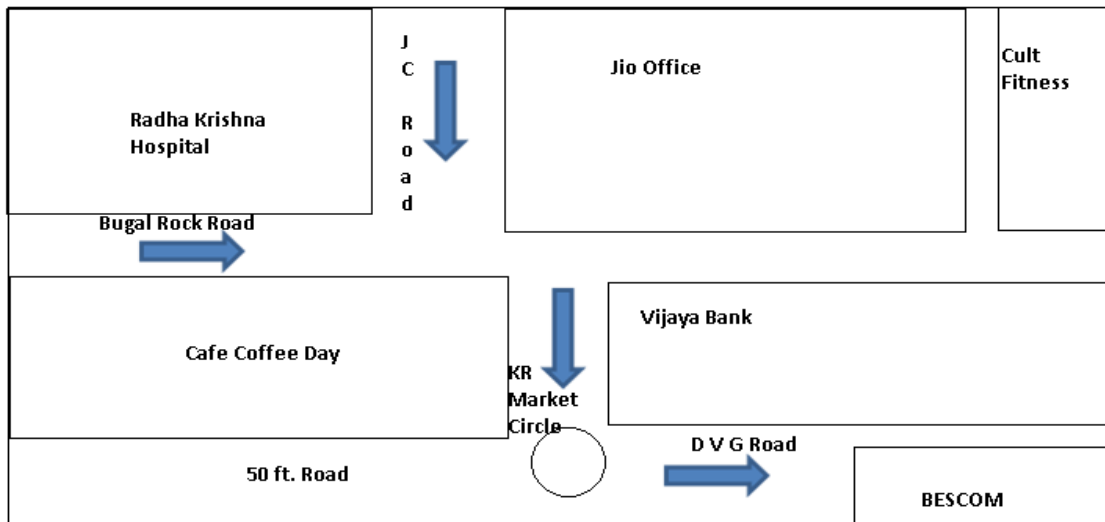 Radha Krishna
Hospital
J
C
R
o
a
d
Jio Office
Cult
Fitness
Bugal Rock Road
Cafe Coffee Day
KR
Market
Circle
Vijaya Bank
50 ft. Road
D V G Road
BESCOM